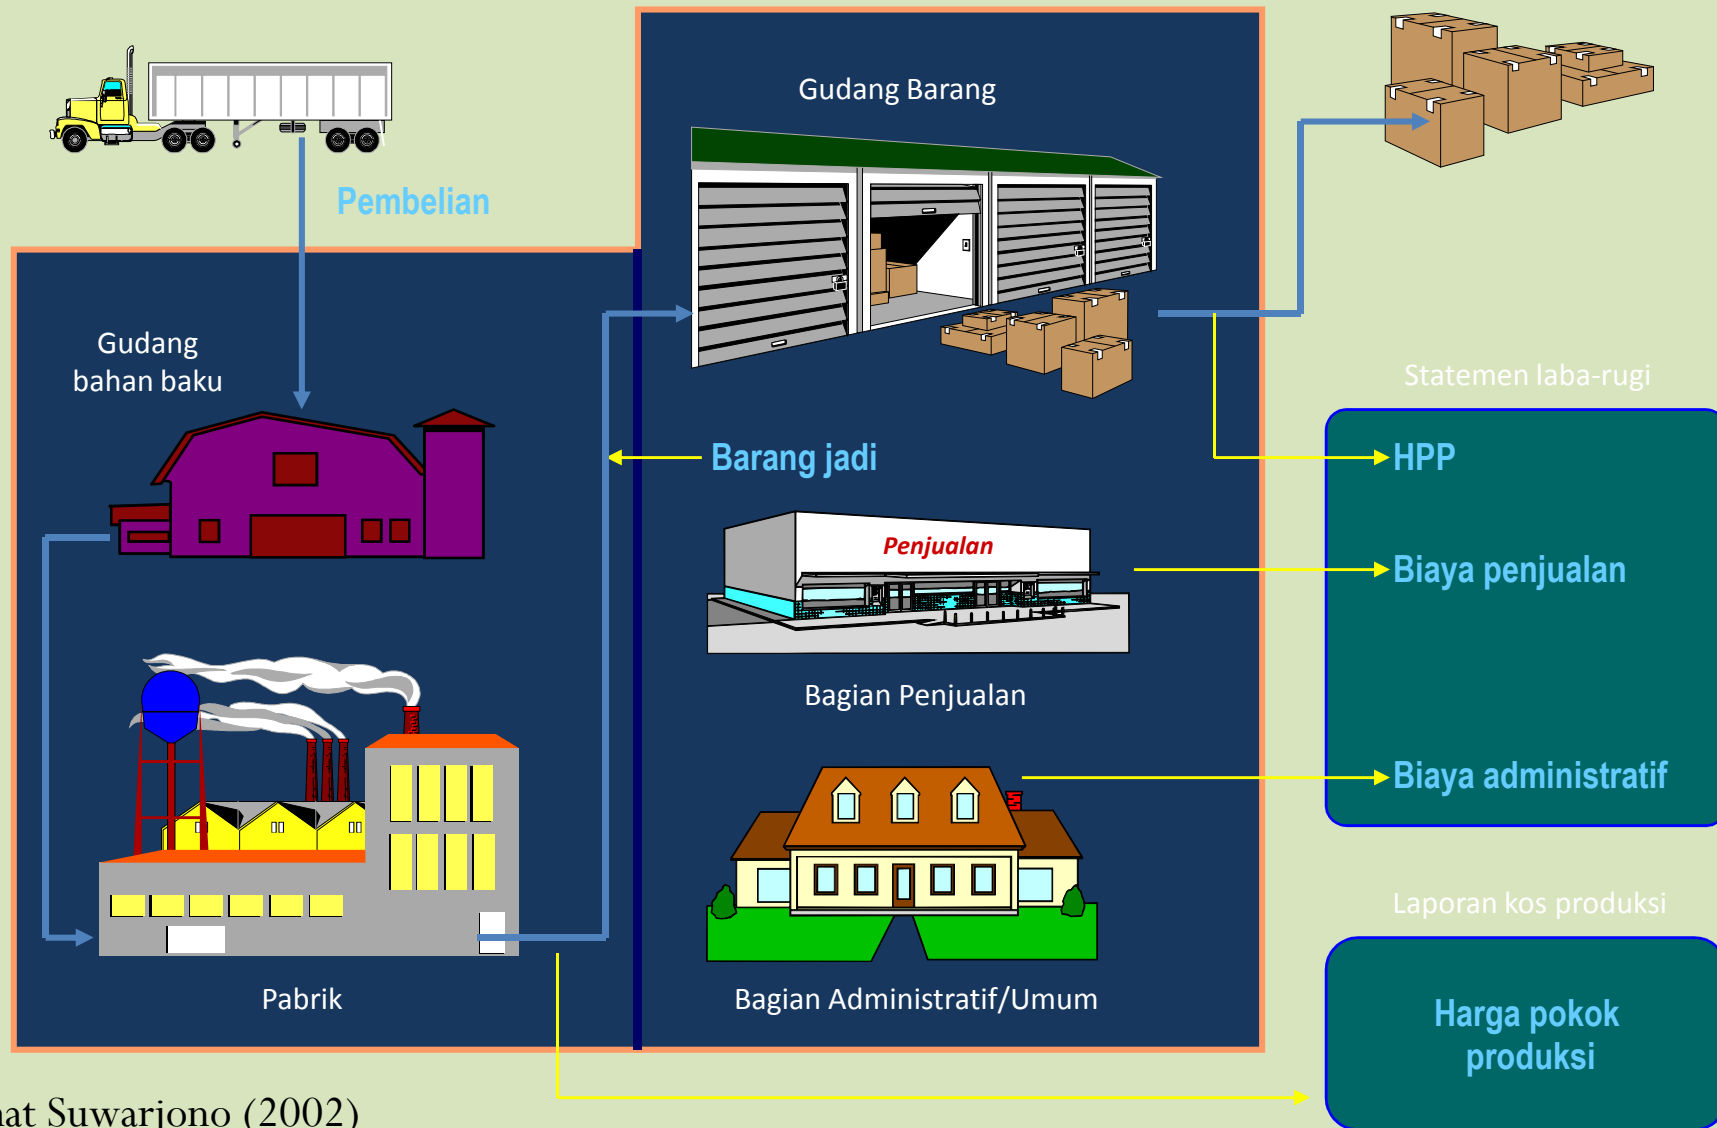 Gudang Barang
Pembelian
Gudang
bahan baku
Statemen laba-rugi
Barang jadi
HPP
Penjualan
Biaya penjualan
Bagian Penjualan
Biaya administratif
Laporan kos produksi
Pabrik
Bagian Administratif/Umum
Harga pokok
produksi
Suwarjono (2002)